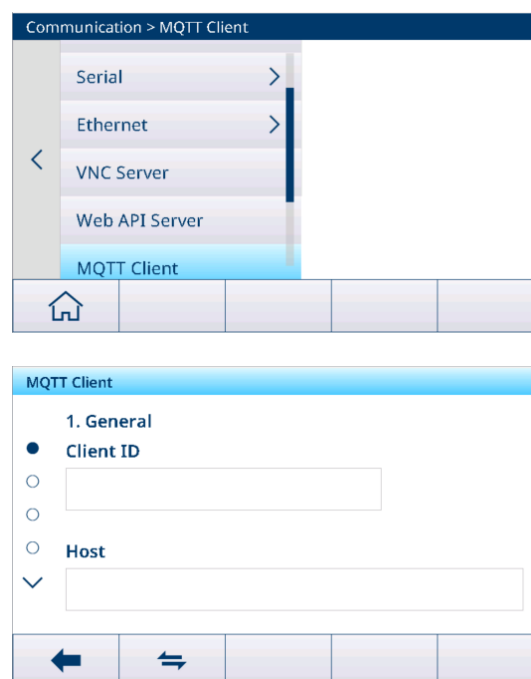 Communication > MQTT Client
Serial
Ethernet
VNC Server
Web API Server
MQTT Client
MQTT Client
1. General
Client ID
Host